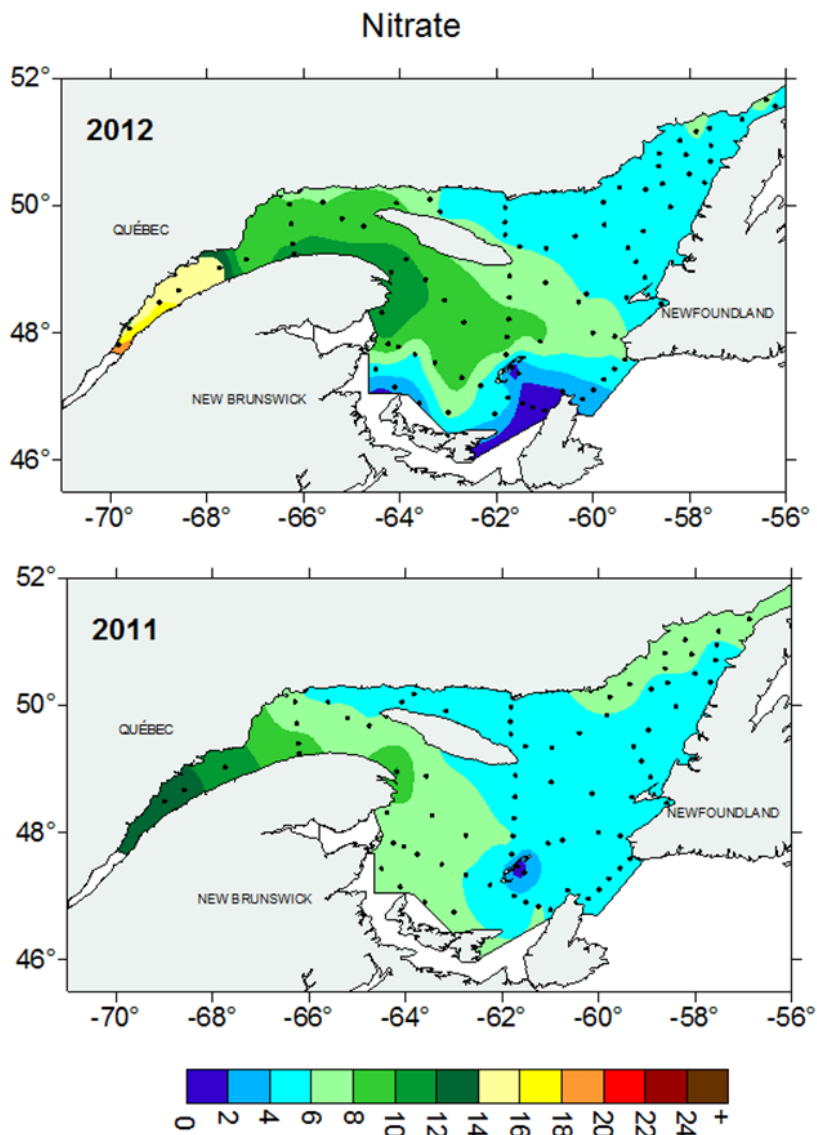 Nitrate
52°
2012
50°
QUÉBEC
48°
NEWFOUNDLAND
NEW BRUNSWICK
46°
-70° -68° -66° -64° -62° -60° -58° -56°
52°
2011
50°
QUÉBEC
48°
NEWFOUNDLAND
NEW BRUNSWICK
46°
-70° -68° -66° -64° -62° -60° -58° -56°
0 2 4 6 8 10 12 14 16 18 20 22 24 +